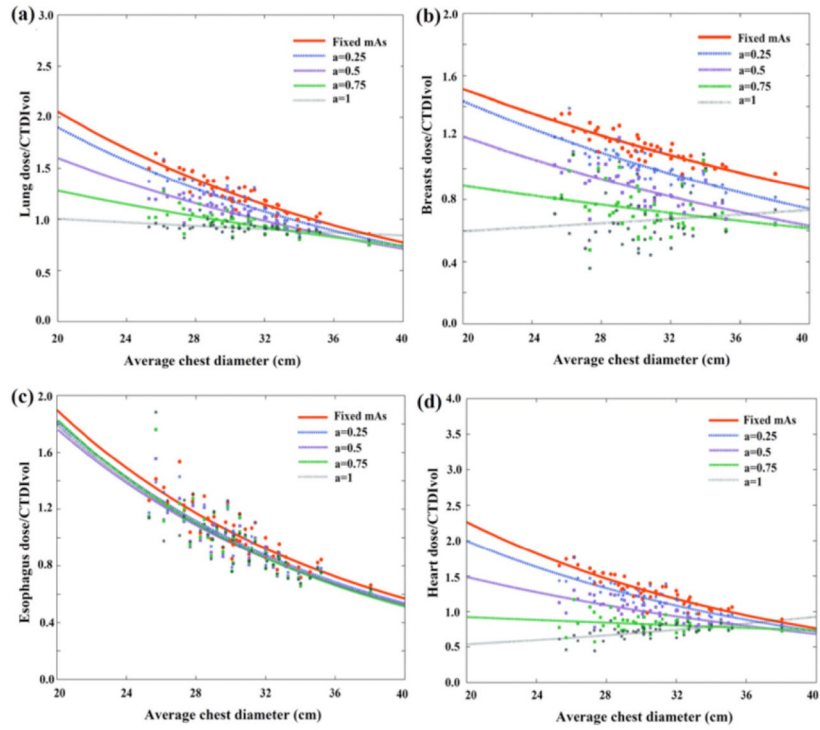 (a)
3.0
2.5
2.0
1.5
1.0
0.5
0.0
Lung dose/CTDIvol
Fixed mAs
a=0.25
a=0.5
a=0.75
a=1
20 24 28 32 36 40
Average chest diameter (cm)
(b)
2.0
1.6
1.2
0.8
0.4
0.0
Breasts dose/CTDIvol
Fixed mAs
a=0.25
a=0.5
a=0.75
a=1
20 24 28 32 36 40
Average chest diameter (cm)
(c)
2.0
1.6
1.2
0.8
0.4
0.0
Esophagus dose/CTDIvol
Fixed mAs
a=0.25
a=0.5
a=0.75
a=1
20 24 28 32 36 40
Average chest diameter (cm)
(d)
4.0
3.5
3.0
2.5
2.0
1.5
1.0
0.5
0.0
Heart dose/CTDIvol
Fixed mAs
a=0.25
a=0.5
a=0.75
a=1
20 24 28 32 36 40
Average chest diameter (cm)